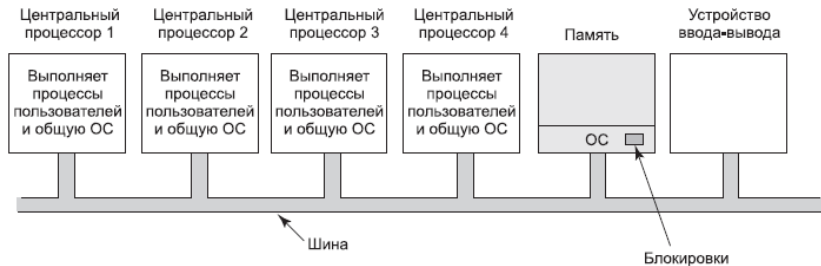 Центральный
процессор 1
Центральный
процессор 2
Центральный
процессор 3
Центральный
процессор 4
Память
Устройство
ввода-вывода
Выполняет
процессы
пользователей
и общую ОС
Выполняет
процессы
пользователей
и общую ОС
Выполняет
процессы
пользователей
и общую ОС
Выполняет
процессы
пользователей
и общую ОС
ОС
Шина
Блокировки